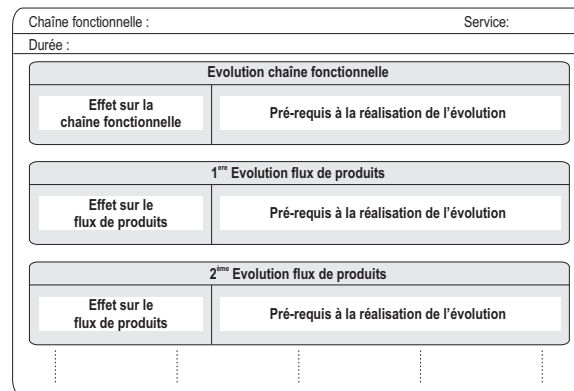 Chaîne fonctionnelle : Service:
Durée :
Evolution chaîne fonctionnelle
Effet sur la
chaîne fonctionnelle
Pré-requis à la réalisation de l'évolution
1ere Evolution flux de produits
Effet sur le
flux de produits
Pré-requis à la réalisation de l'évolution
2ème Evolution flux de produits
Effet sur le
flux de produits
Pré-requis à la réalisation de l'évolution